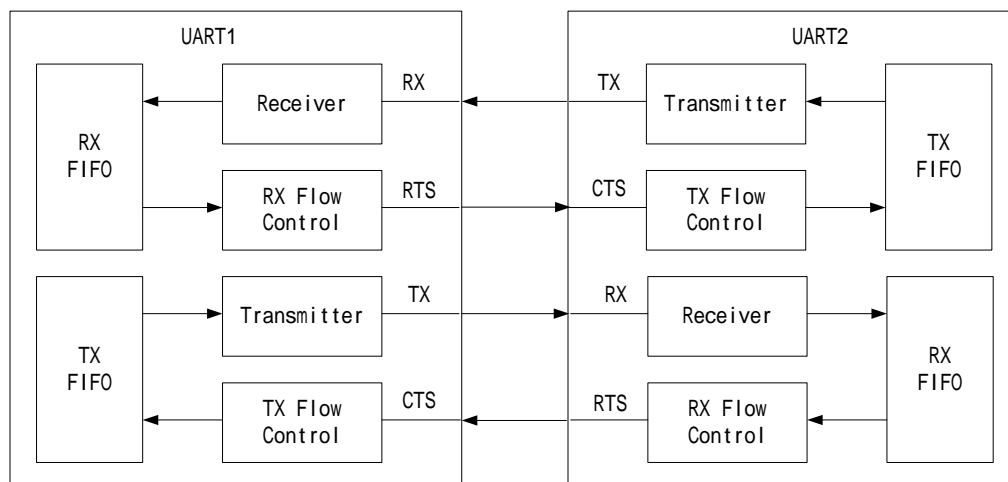 UART1
RX
FIFO
Receiver
RX
RX Flow
Control
RTS
TX
FIFO
Transmitter
TX
TX Flow
Control
CTS
UART2
TX
Transmitter
TX
FIFO
CTS
TX Flow
Control
RX
Receiver
RX
FIFO
RTS
RX Flow
Control